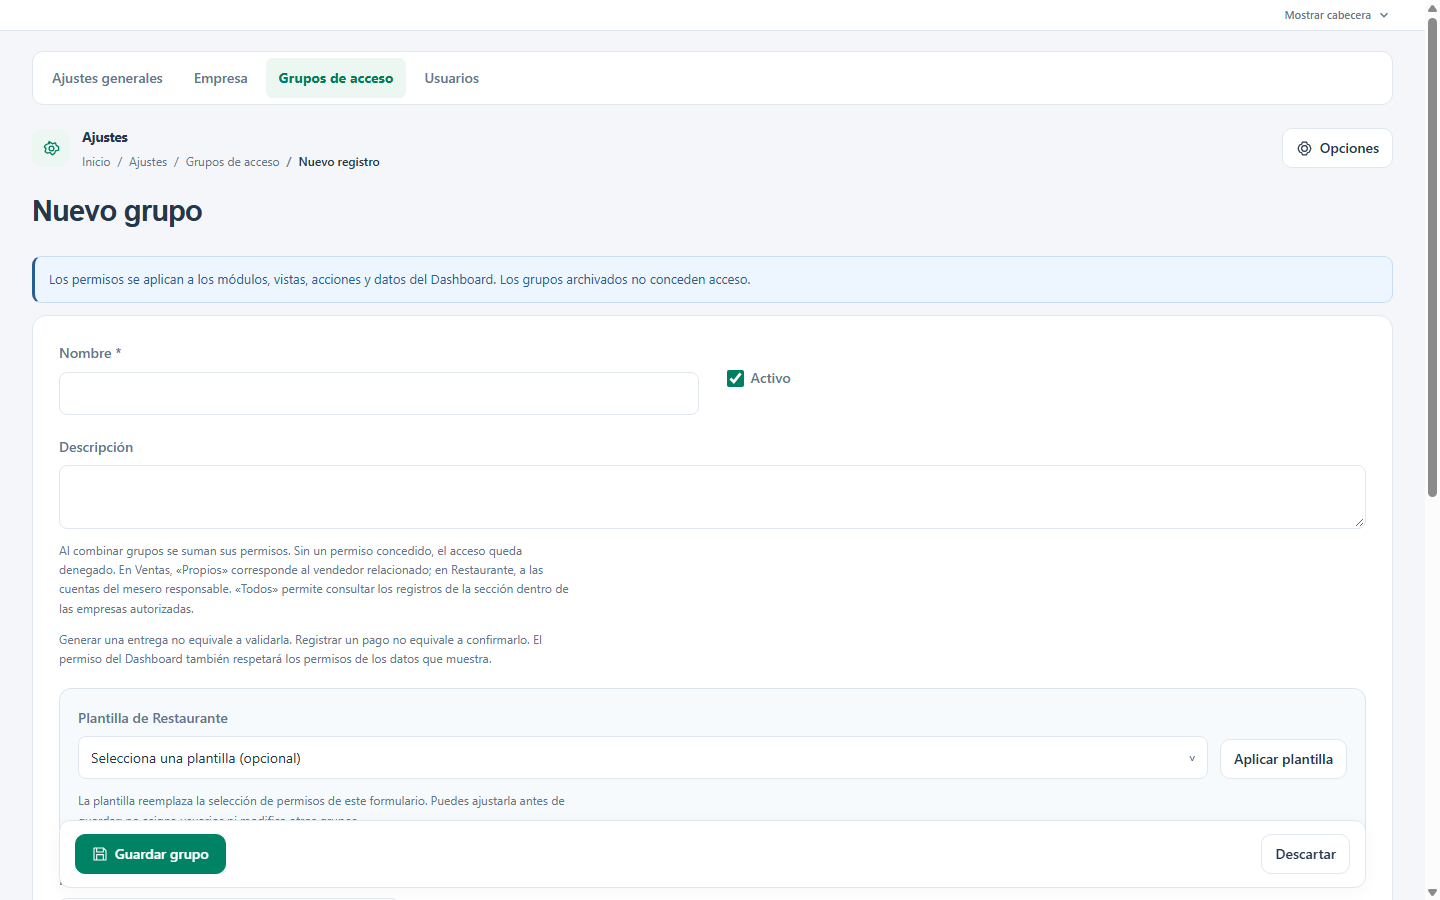 Mostrar cabecera
Ajustes generales
Empresa
Grupos de acceso
Usuarios
Ajustes
Inicio / Ajustes / Grupos de acceso / Nuevo registro
Opciones
Nuevo grupo
Los permisos se aplican a los módulos, vistas, acciones y datos del Dashboard. Los grupos archivados no conceden acceso.
Nombre *
Activo
Descripción
Al combinar grupos se suman sus permisos. Sin un permiso concedido, el acceso queda
denegado. En Ventas, «Propios» corresponde al vendedor relacionado; en Restaurante, a las
cuentas del mesero responsable. «Todos» permite consultar los registros de la sección dentro de
las empresas autorizadas.
Generar una entrega no equivale a validarla. Registrar un pago no equivale a confirmarlo. El
permiso del Dashboard también respetará los permisos de los datos que muestra.
Plantilla de Restaurante
Selecciona una plantilla (opcional)
Aplicar plantilla
La plantilla reemplaza la selección de permisos de este formulario. Puedes ajustarla antes de
Guardar grupo
Descartar